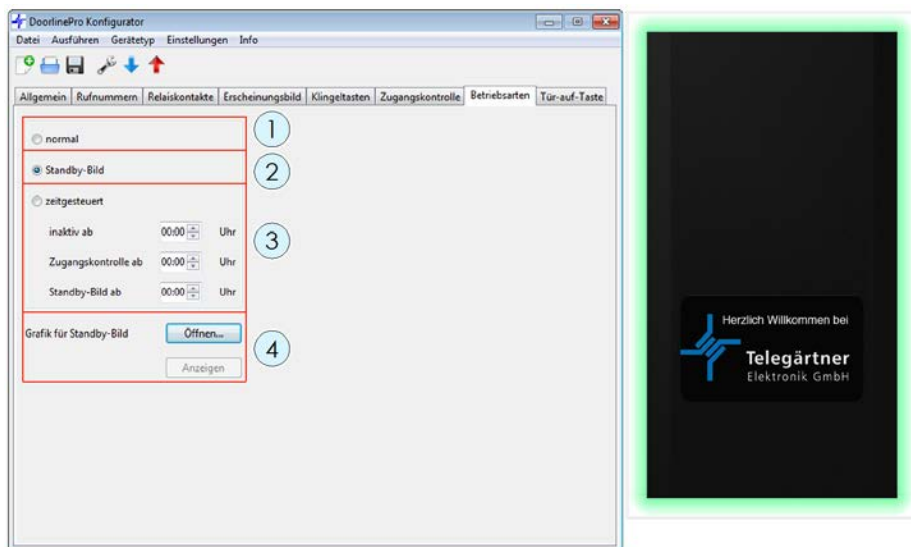 DoorlinePro Konfigurator
Datei Ausführen Gerätetyp Einstellungen Info
Allgemein Rufnummern Relaiskontakte Erscheinungsbild Klingeltasten Zugangskontrolle Betriebsarten Tür-auf-Taste
normal
1
Standby-Bild
2
zeitgesteuert
inaktiv ab 00:00 Uhr
3
Zugangskontrolle ab 00:00 Uhr
Standby-Bild ab 00:00 Uhr
Grafik für Standby-Bild Öffnen...
4
Anzeigen
Herzlich Willkommen bei
Telegärtner
Elektronik GmbH